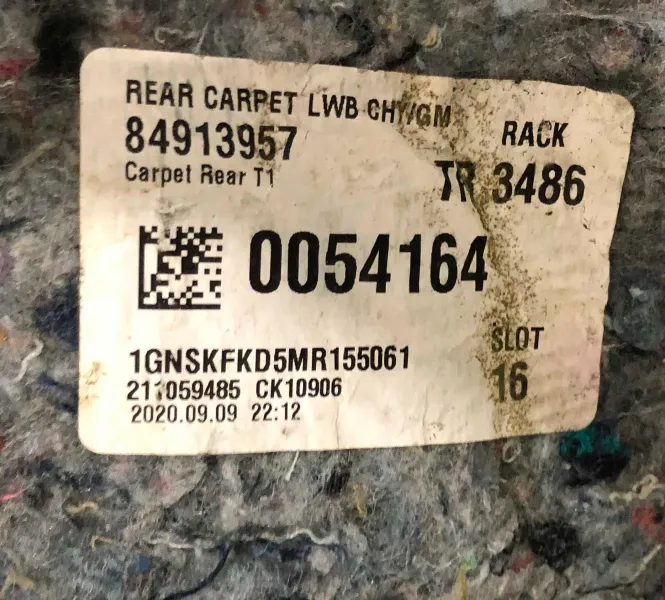 REAR CARPET LWB CHY/GM
84913957
Carpet Rear T1
RACK
TR 3486
0054164
1GNSKFKD5MR155061
211059485 CK10906
2020.09.09 22:12
SLOT
16